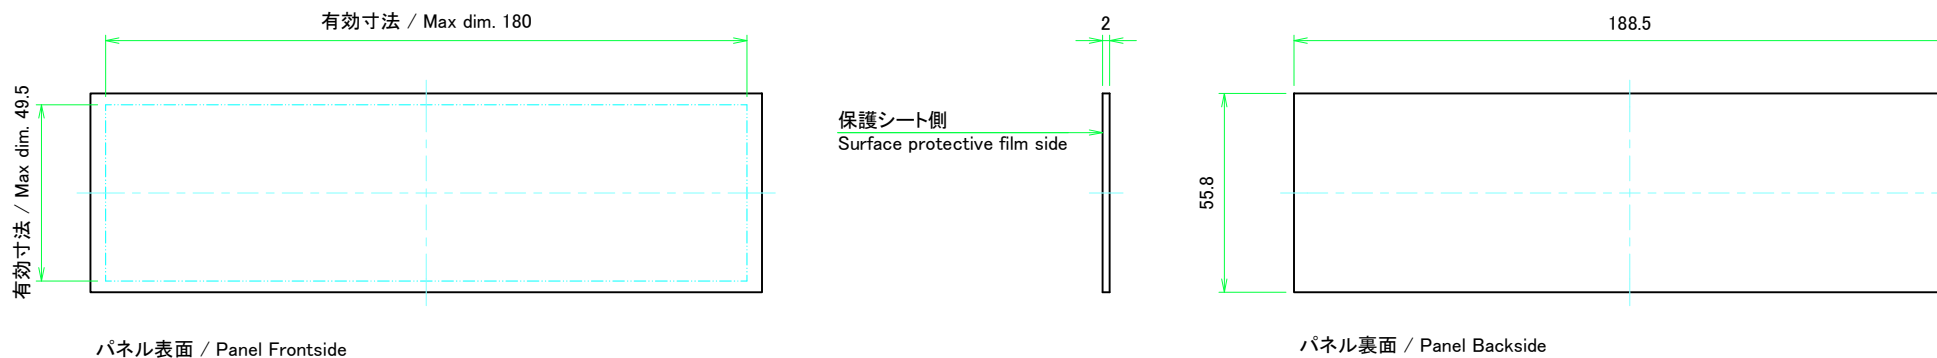 有効寸法 / Max dim. 180
有効寸法 / Max dim. 49.5
パネル表面 / Panel Frontside
2
保護シート側
Surface protective film side
188.5
55.8
パネル裏面 / Panel Backside